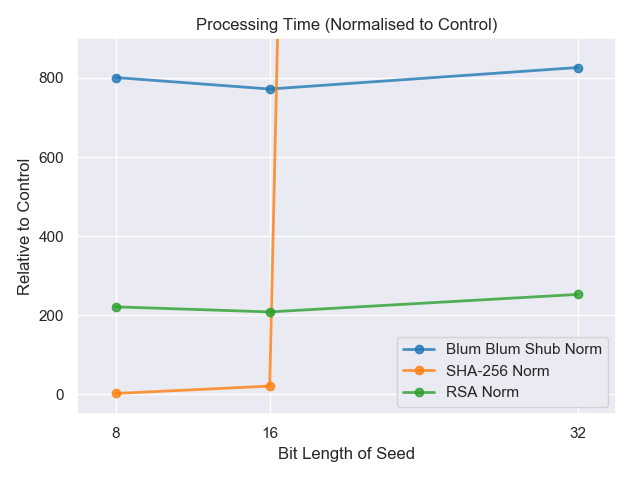 Processing Time (Normalised to Control)
Relative to Control
800
600
400
200
0
8
16
32
Bit Length of Seed
Blum Blum Shub Norm
SHA-256 Norm
RSA Norm